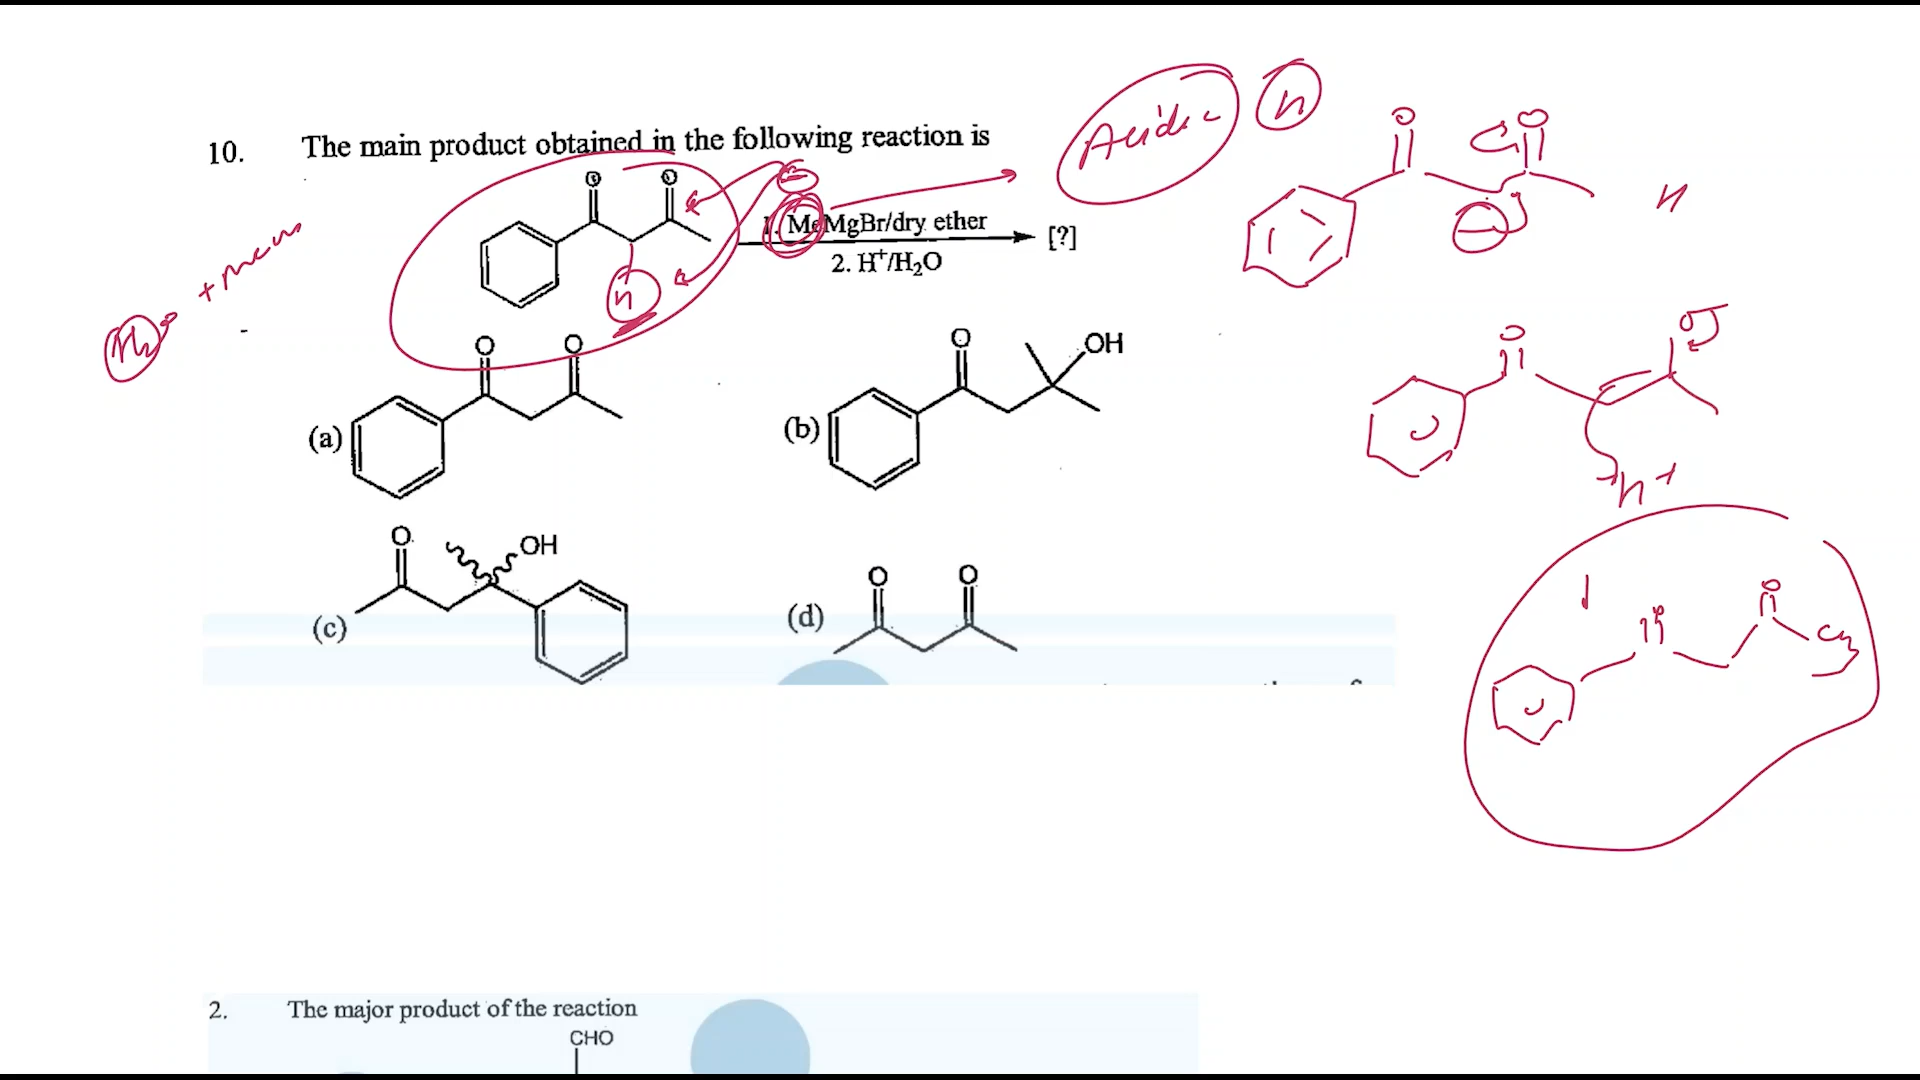 10. The main product obtained in the following reaction is
Acidic H
O O
1. MeMgBr/dry ether
[?]
2. H⁺/H₂O
H
O O
O O
H
O
O
O
O OH
(a)
(b)
H+
O OH
O O
(c)
(d)
O
O
CH3
2. The major product of the reaction
CHO